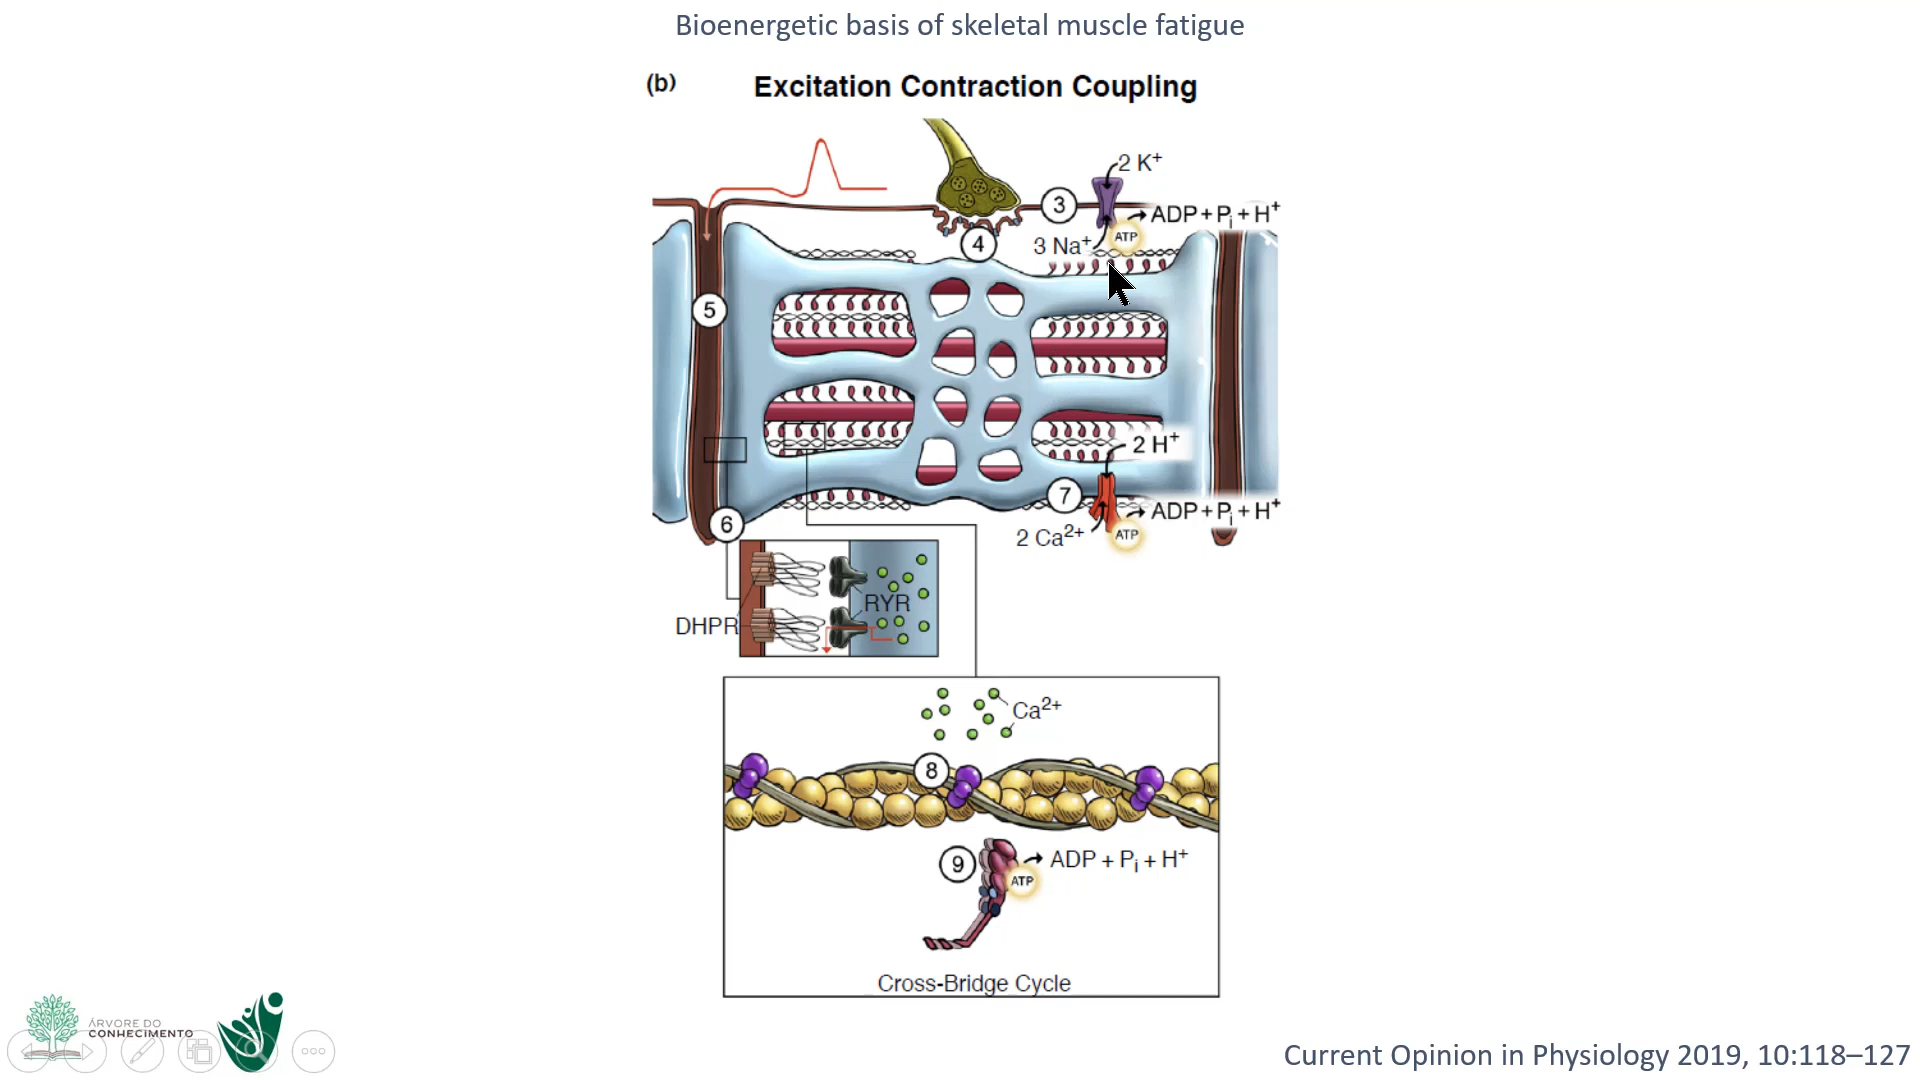 Bioenergetic basis of skeletal muscle fatigue
(b) Excitation Contraction Coupling
2 K+
3
ADP + Pi + H+
ATP
4
3 Na+
5
2 H+
7
ADP + Pi + H+
6
2 Ca2+
ATP
RYR
DHPR
Ca2+
8
9
ADP + Pi + H+
ATP
Cross-Bridge Cycle
ÁRVORE DO
CONHECIMENTO
Current Opinion in Physiology 2019, 10:118–127